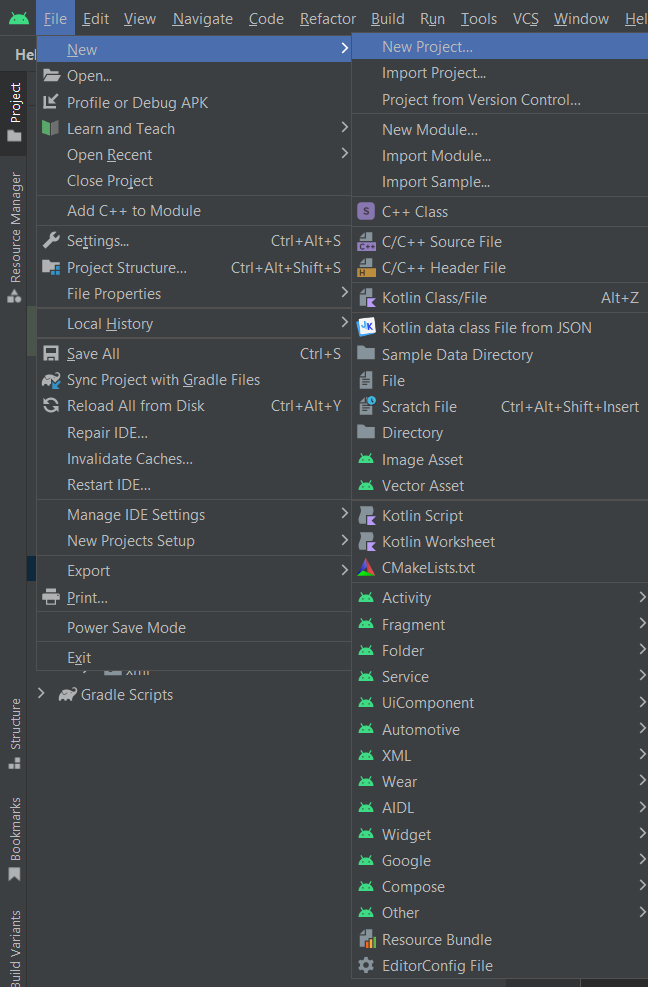 File Edit View Navigate Code Refactor Build Run Tools VCS Window Hel
Hel
Project
Resource Manager
Structure
Bookmarks
Build Variants
New
Open...
Profile or Debug APK
Learn and Teach
Open Recent
Close Project
Add C++ to Module
Settings... Ctrl+Alt+S
Project Structure... Ctrl+Alt+Shift+S
File Properties
Local History
Save All Ctrl+S
Sync Project with Gradle Files
Reload All from Disk Ctrl+Alt+Y
Repair IDE...
Invalidate Caches...
Restart IDE...
Manage IDE Settings
New Projects Setup
Export
Print...
Power Save Mode
Exit
xml
Gradle Scripts
New Project...
Import Project...
Project from Version Control...
New Module...
Import Module...
Import Sample...
S C++ Class
C++ C/C++ Source File
H C/C++ Header File
Kotlin Class/File Alt+Z
JK Kotlin data class File from JSON
Sample Data Directory
File
Scratch File Ctrl+Alt+Shift+Insert
Directory
Image Asset
Vector Asset
Kotlin Script
Kotlin Worksheet
CMakeLists.txt
Activity
Fragment
Folder
Service
UiComponent
Automotive
XML
Wear
AIDL
Widget
Google
Compose
Other
Resource Bundle
EditorConfig File